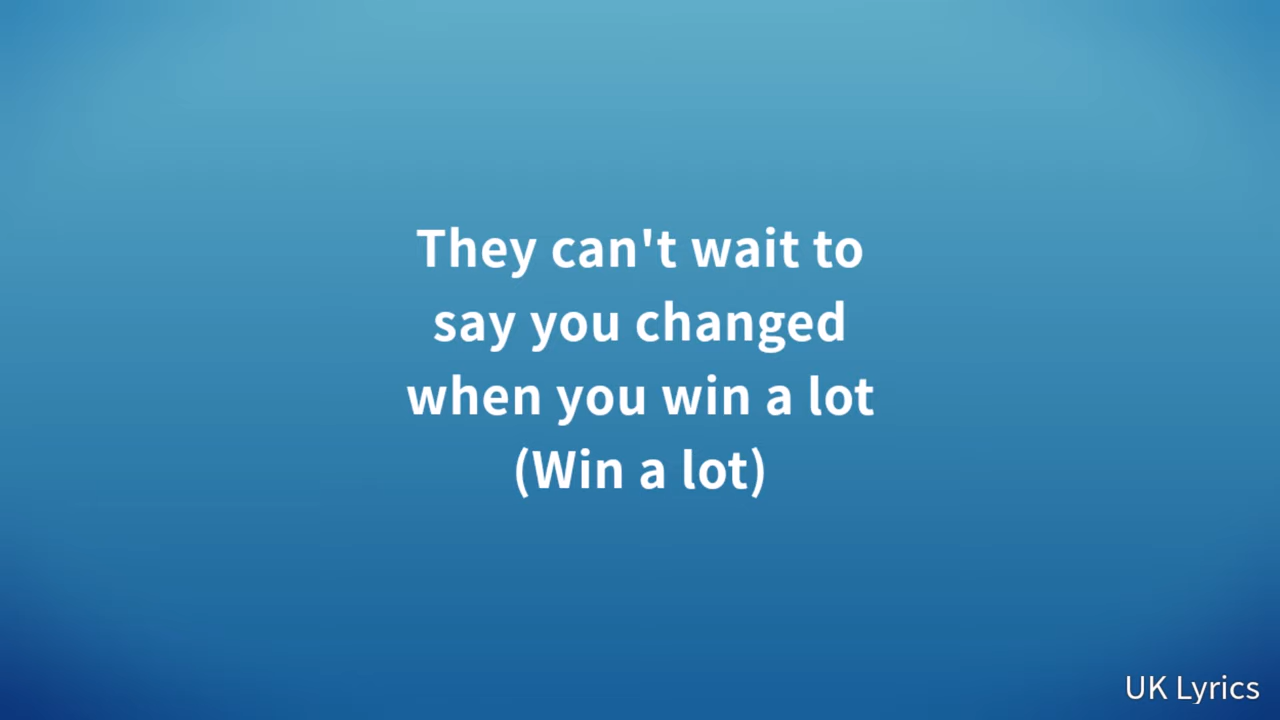 They can't wait to
say you changed
when you win a lot
(Win a lot)
UK Lyrics